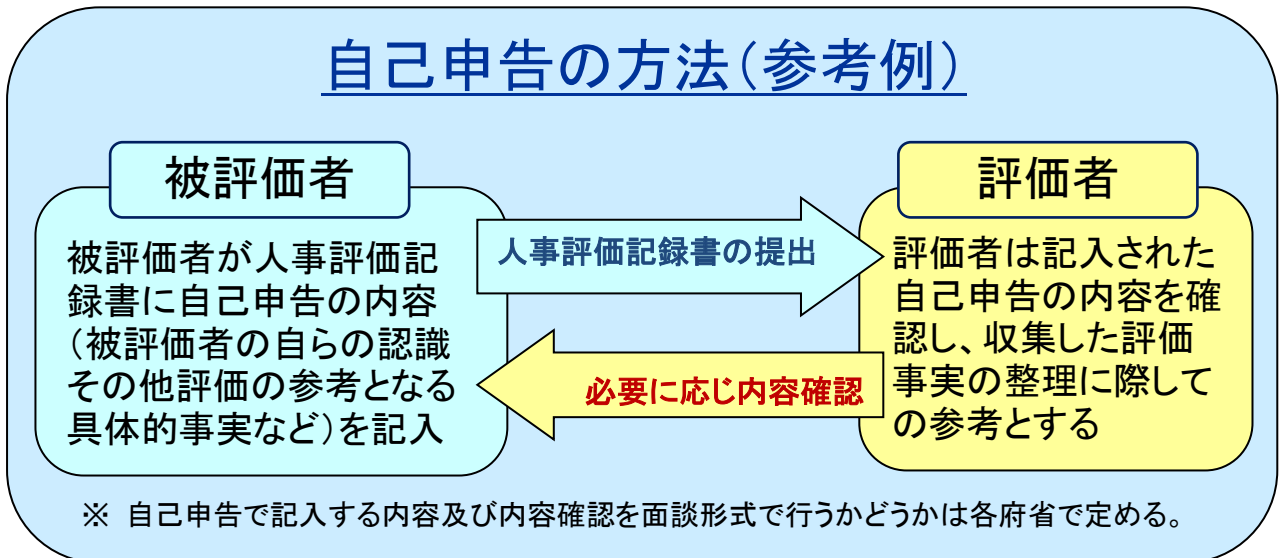 自己申告の方法(参考例)
被評価者
被評価者が人事評価記
録書に自己申告の内容
(被評価者の自らの認識
その他評価の参考となる
具体的事実など)を記入
人事評価記録書の提出
必要に応じ内容確認
評価者
評価者は記入された
自己申告の内容を確
認し、収集した評価
事実の整理に際して
の参考とする
※ 自己申告で記入する内容及び内容確認を面談形式で行うかどうかは各府省で定める。